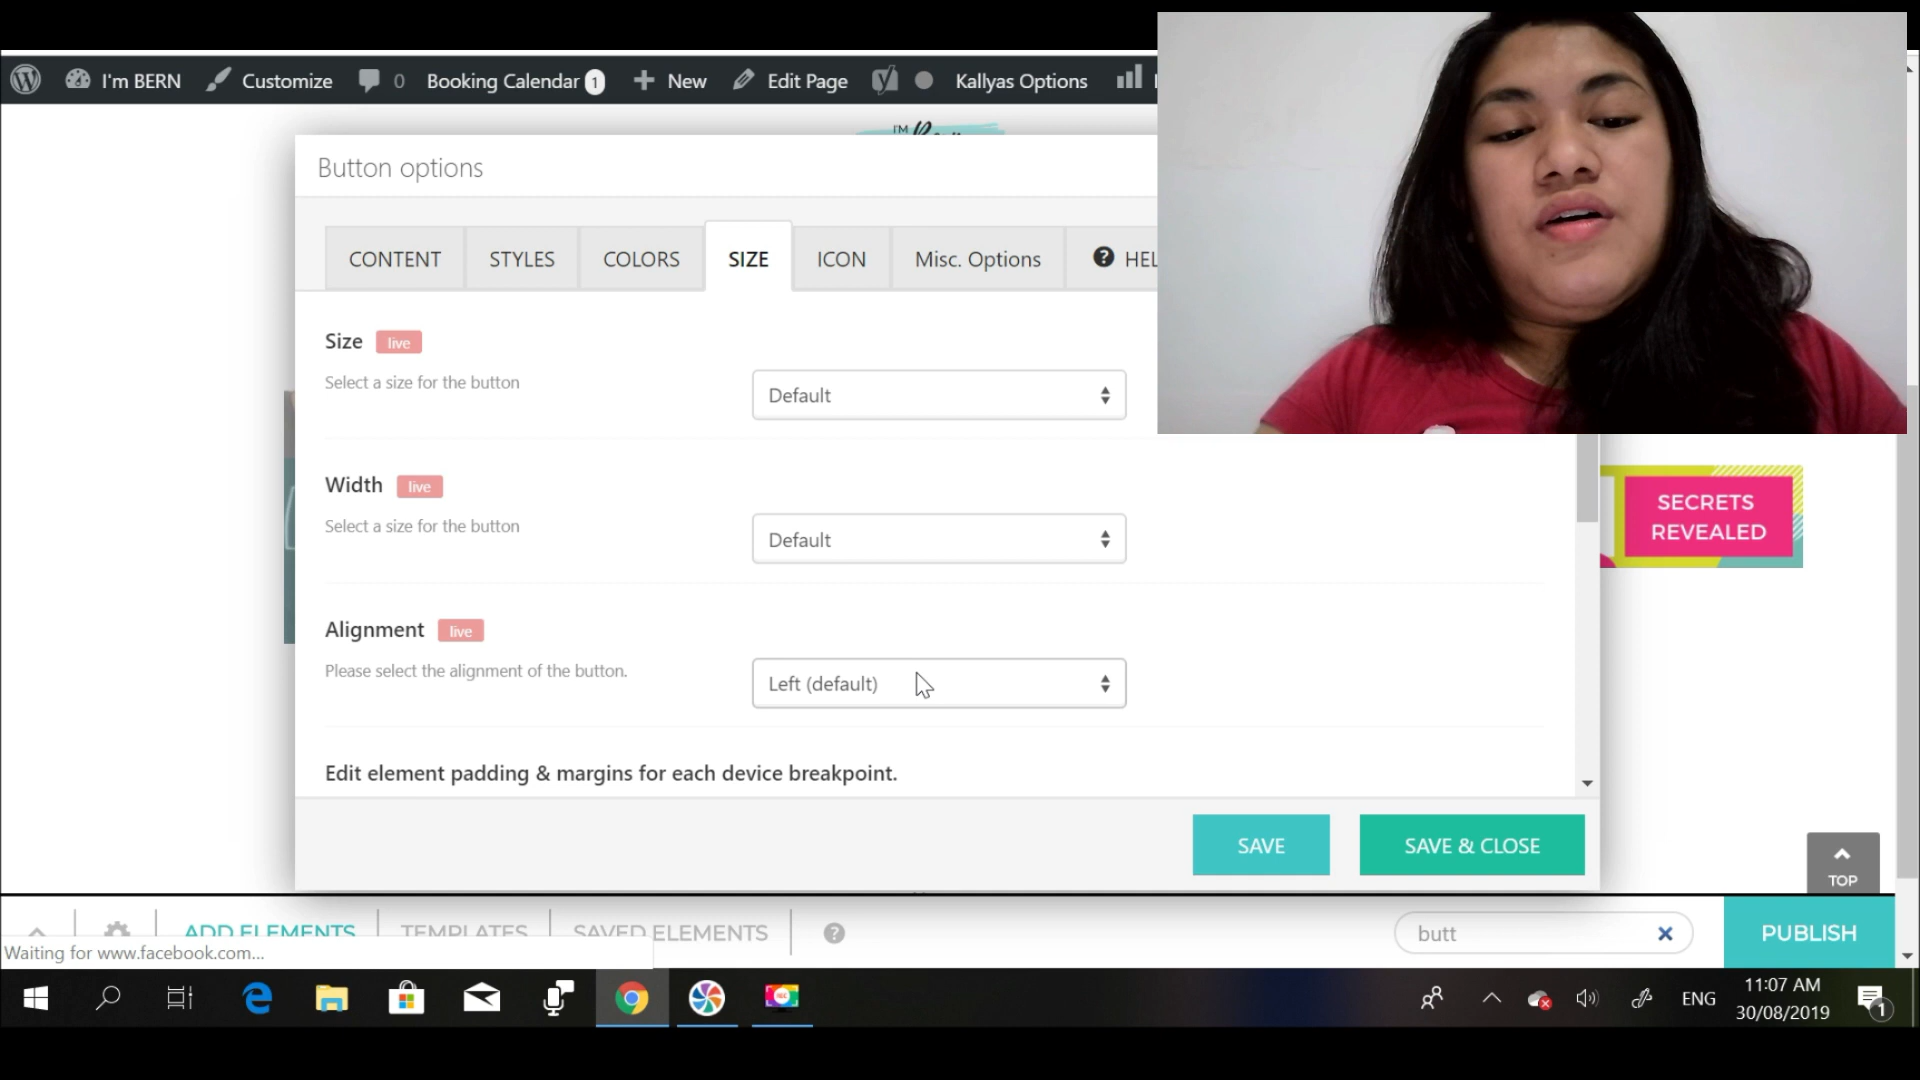 I'm BERN
Customize
0
Booking Calendar 1
New
Edit Page
Kallyas Options
I'M
Button options
CONTENT
STYLES
COLORS
SIZE
ICON
Misc. Options
? HEL
Size live
Select a size for the button
Default
Width live
Select a size for the button
Default
SECRETS
REVEALED
Alignment live
Please select the alignment of the button.
Left (default)
Edit element padding & margins for each device breakpoint.
SAVE
SAVE & CLOSE
TOP
ADD ELEMENTS
TEMPLATES
SAVED ELEMENTS
?
butt
PUBLISH
Waiting for www.facebook.com...
ENG
11:07 AM
30/08/2019
1